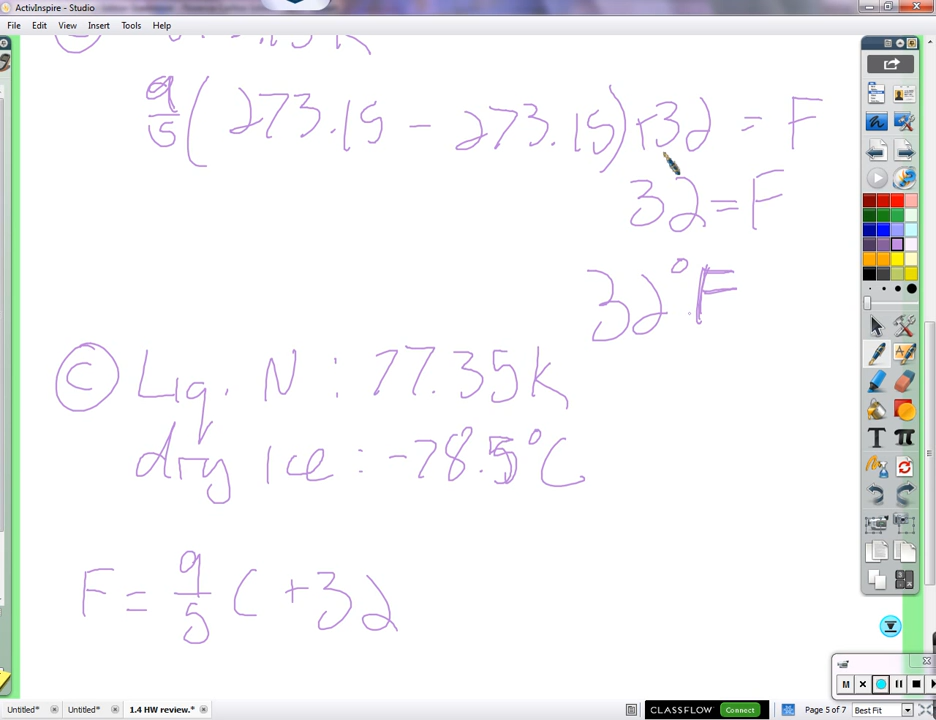 ActivInspire - Studio
File Edit View Insert Tools Help
9/5(273.15 - 273.15)+32 = F
32 = F
32°F
C Liq. N : 77.35K
dry Ice : -78.5°C
F = 9/5 C +32
M
Untitled* Untitled* 1.4 HW review.* CLASSFLOW Connect Page 5 of 7 Best Fit